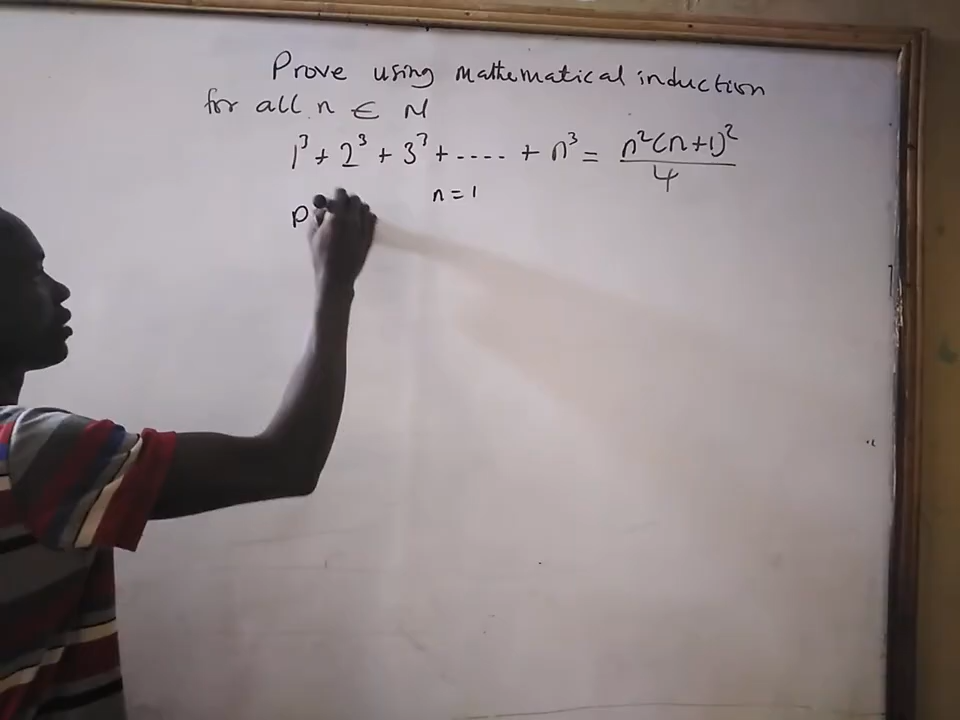 Prove using mathematical induction
for all n ∈ N
1³ + 2³ + 3³ + .... + n³ = n²(n+1)²/4
n = 1
P